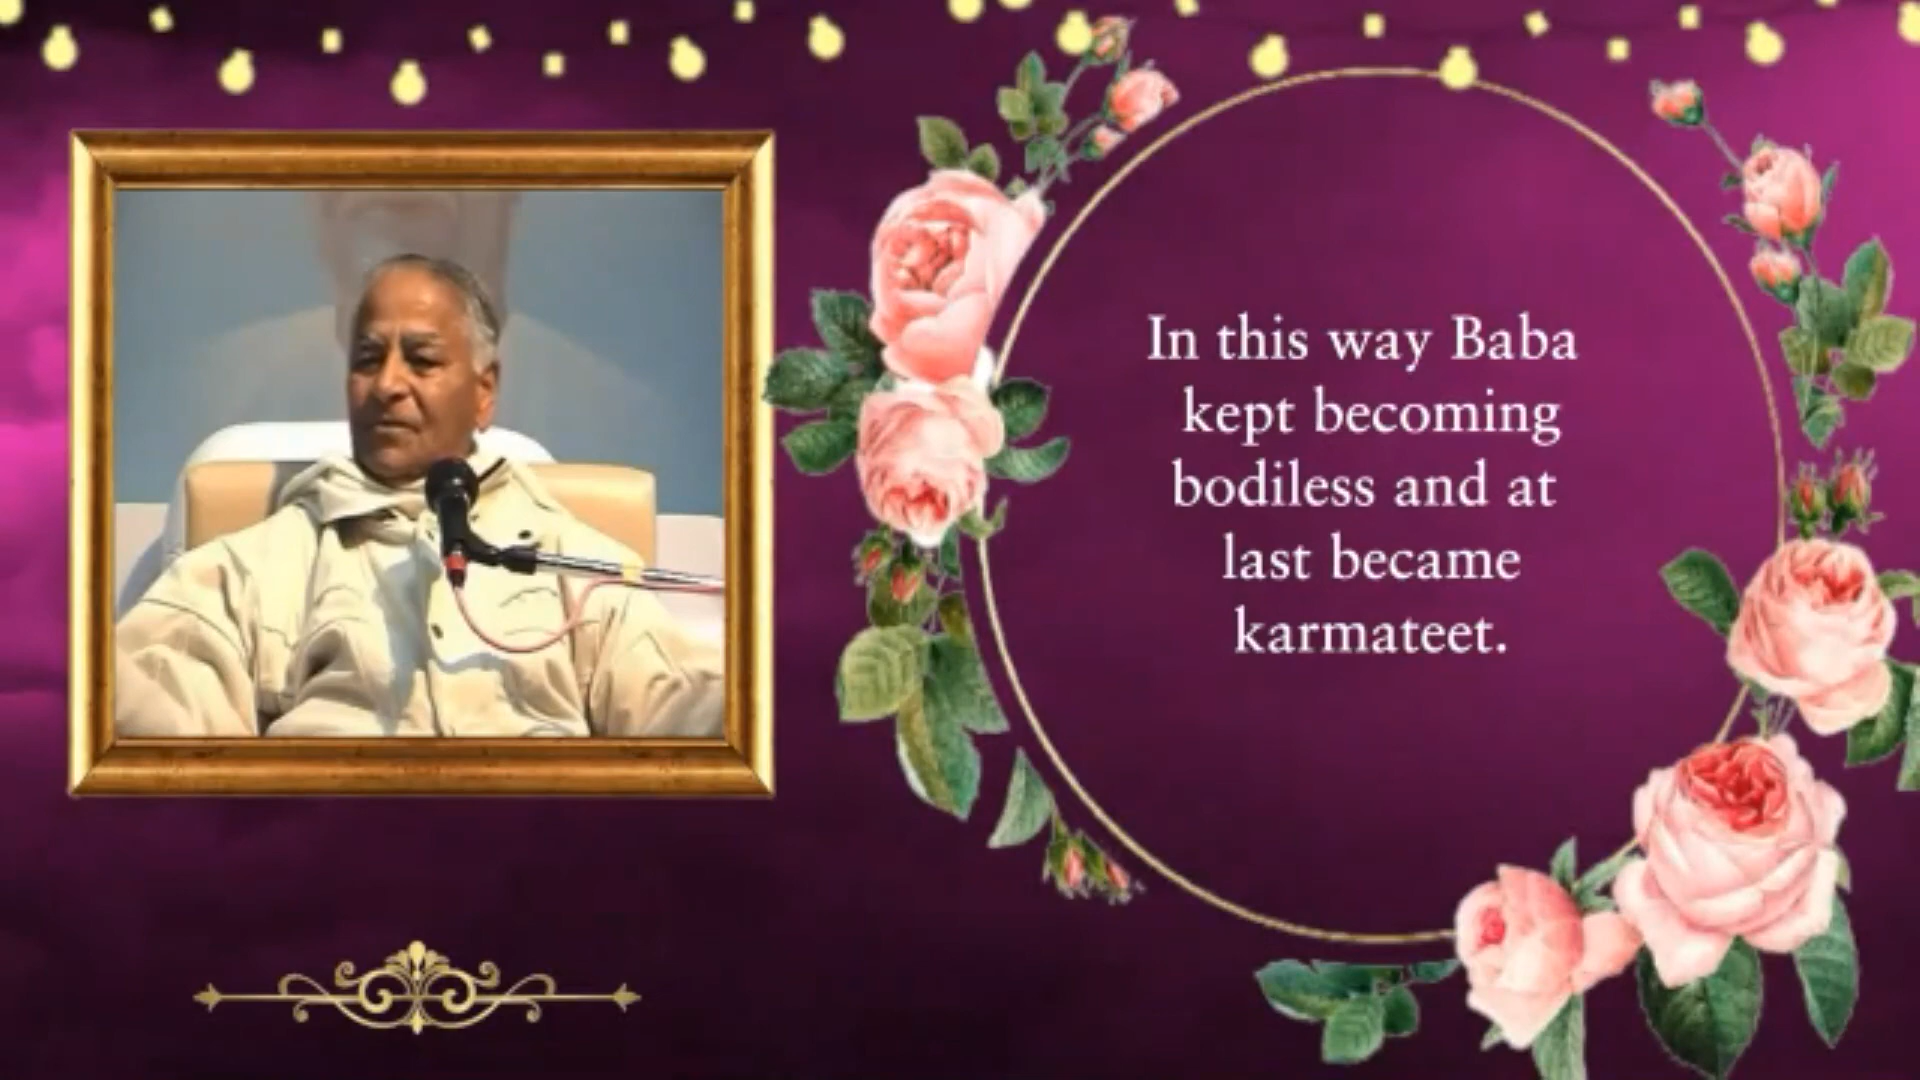 In this way Baba
kept becoming
bodiless and at
last became
karmateet.